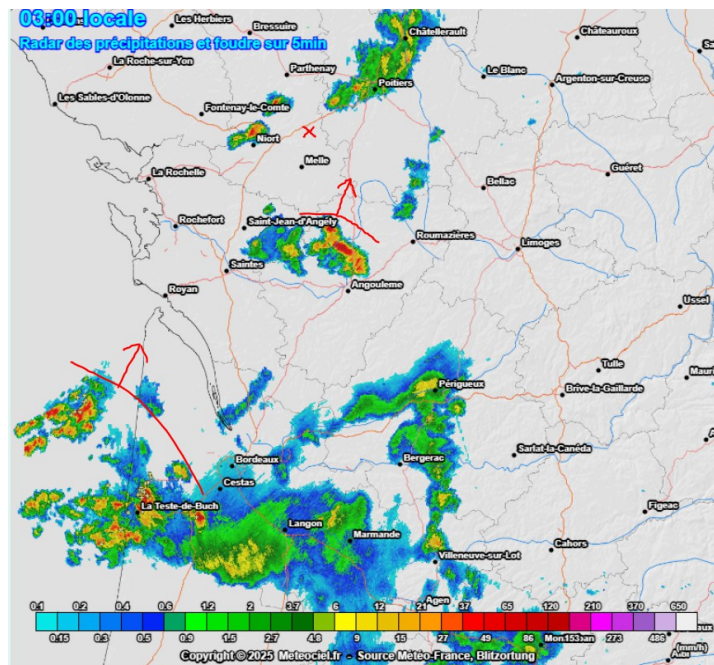 03:00 locale
Radar des précipitations et foudre sur 5min
Les Herbiers
Bressuire
Châtellerault
Châteauroux
La Roche-sur-Yon
Parthenay
Poitiers
Le Blanc
Argenton-sur-Creuse
Les Sables-d'Olonne
Fontenay-le-Comte
Niort
Melle
La Rochelle
Bellac
Guéret
Rochefort
Saint-Jean-d'Angély
Roumazières
Limoges
Saintes
Royan
Angouleme
Ussel
Tulle
Périgueux
Brive-la-Gaillarde
Bordeaux
Bergerac
Sarlat-la-Canéda
Cestas
La Teste-de-Buch
Langon
Marmande
Figeac
Villeneuve-sur-Lot
Cahors
Agen
0.1 0.2 0.4 0.7 1.2 2 3.7 6 12 21 37 65 120 210 370 650
0.15 0.3 0.5 0.9 1.5 2.7 4.8 9 15 27 49 86 153 273 486 (mm/h)
Copyright © 2025 Meteociel.fr - Source Météo-France, Blitzortung